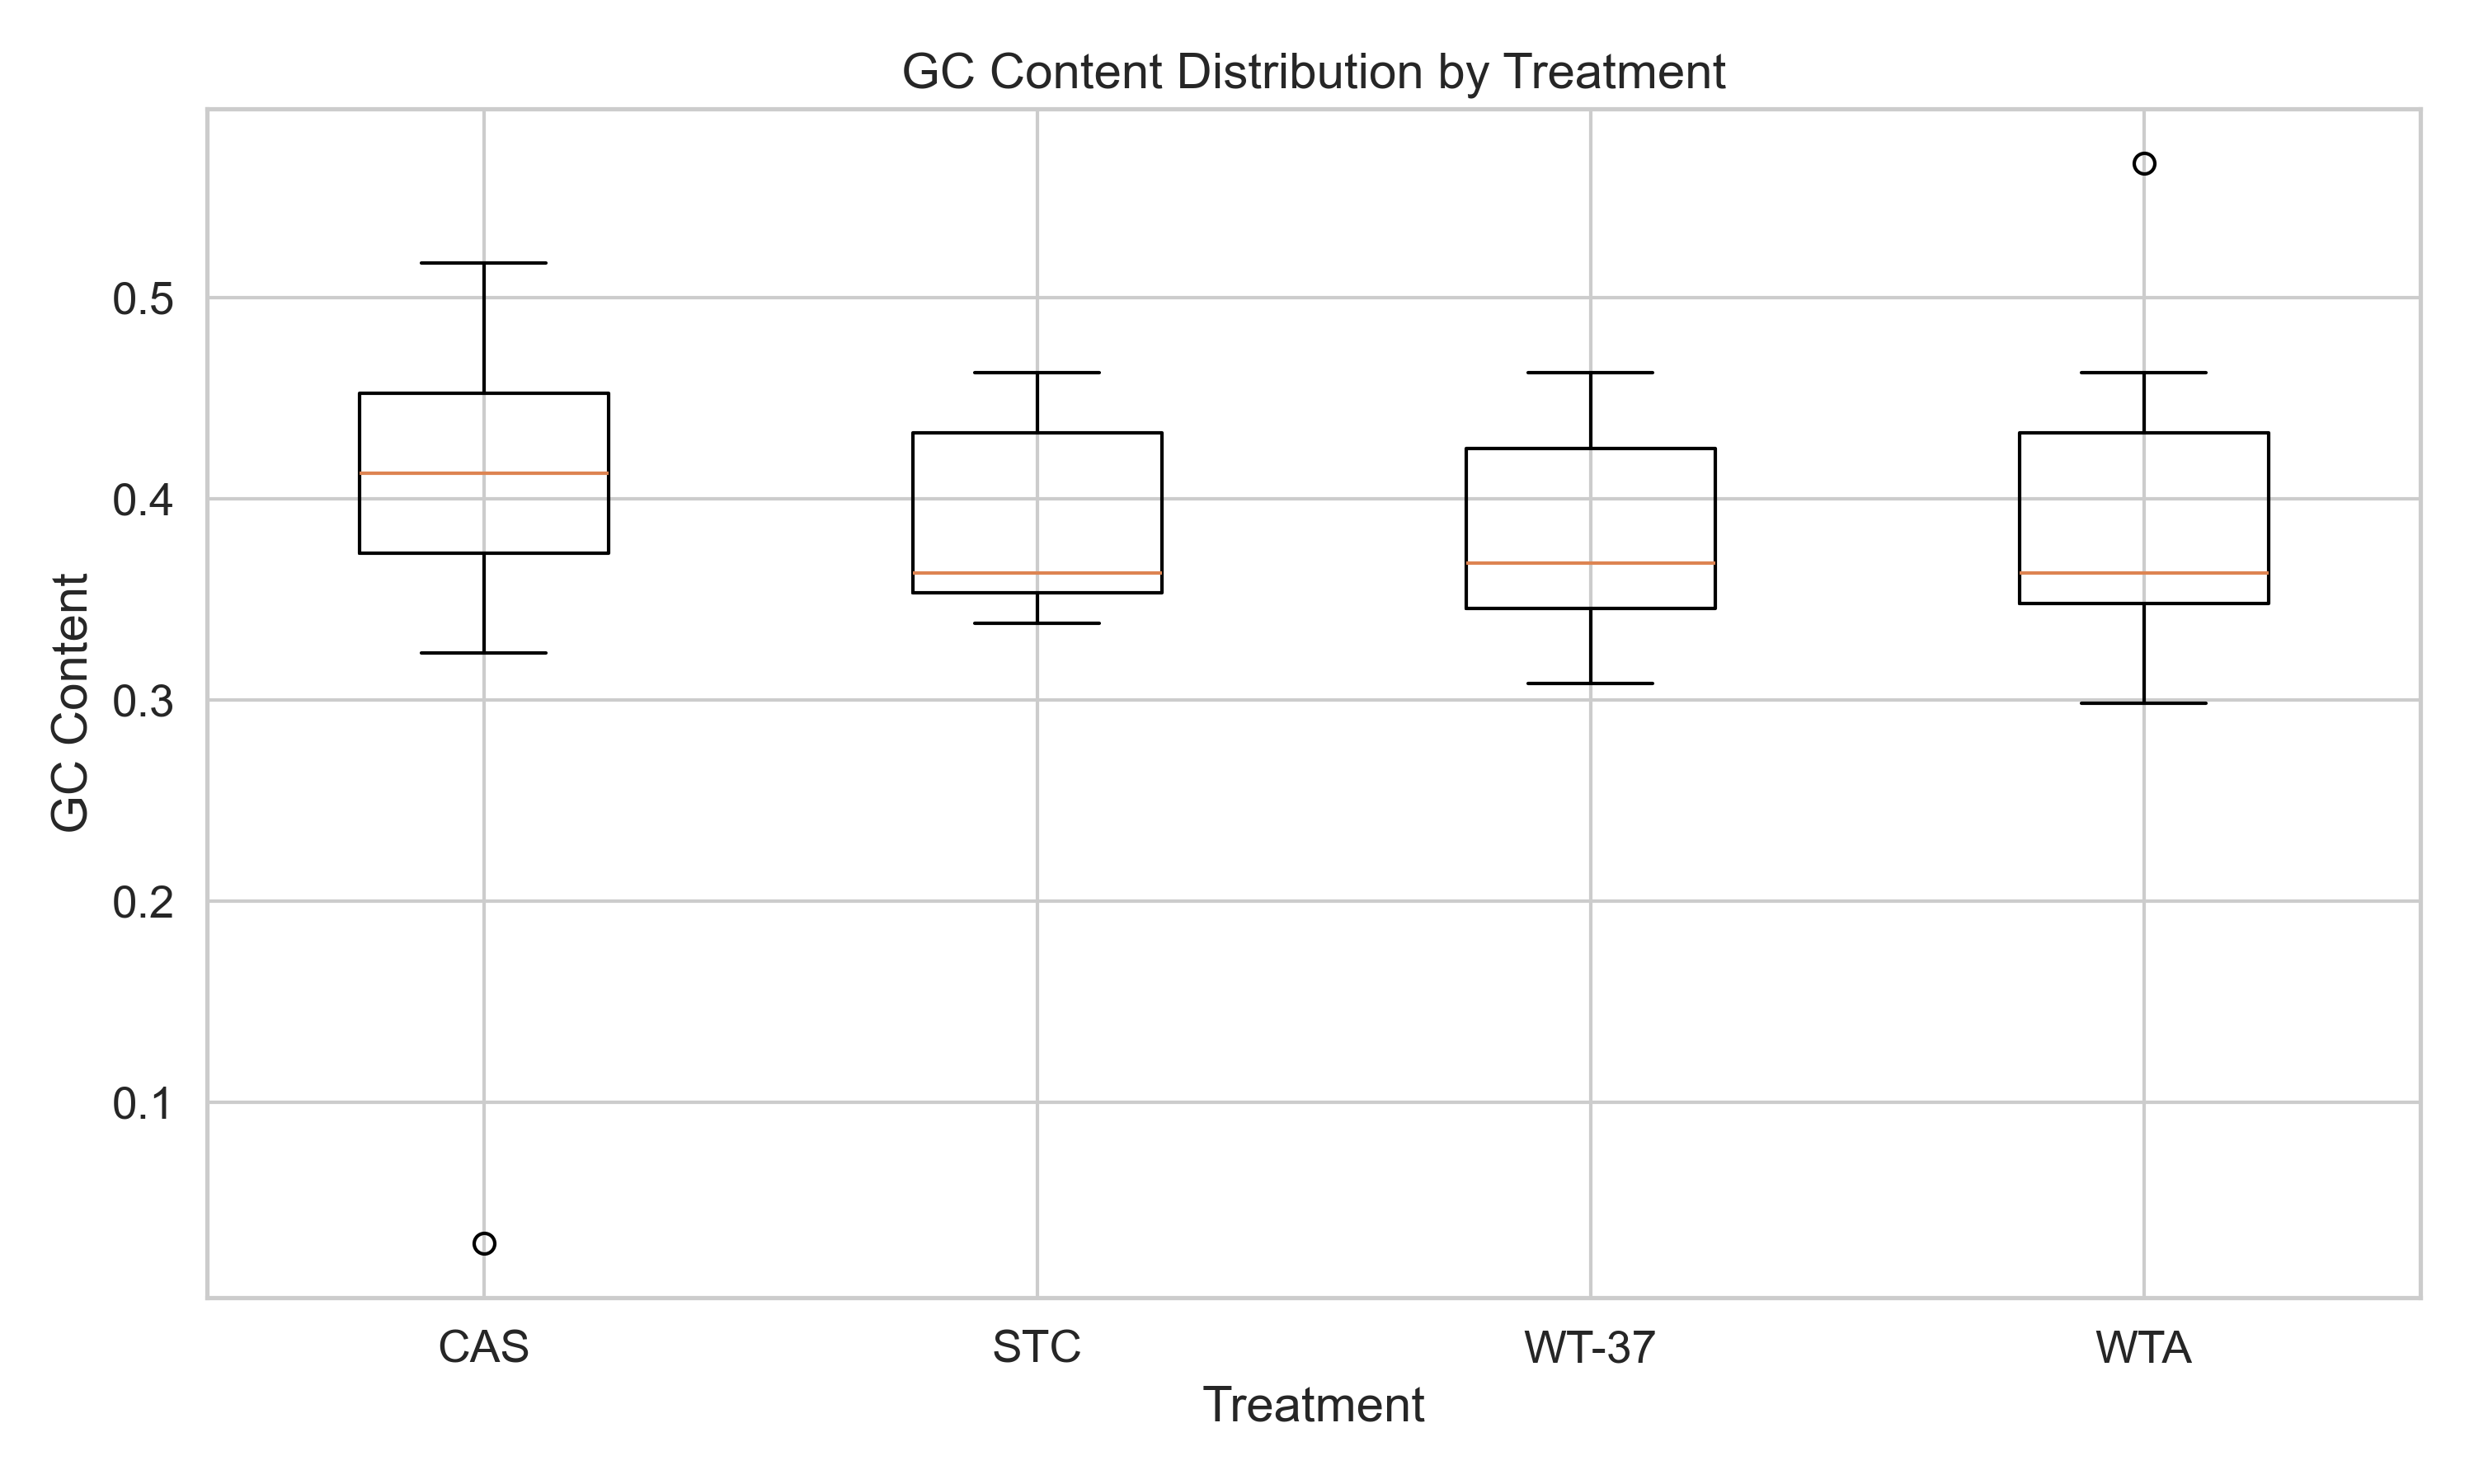 GC Content Distribution by Treatment
GC Content
0.5
0.4
0.3
0.2
0.1
CAS STC WT-37 WTA
Treatment